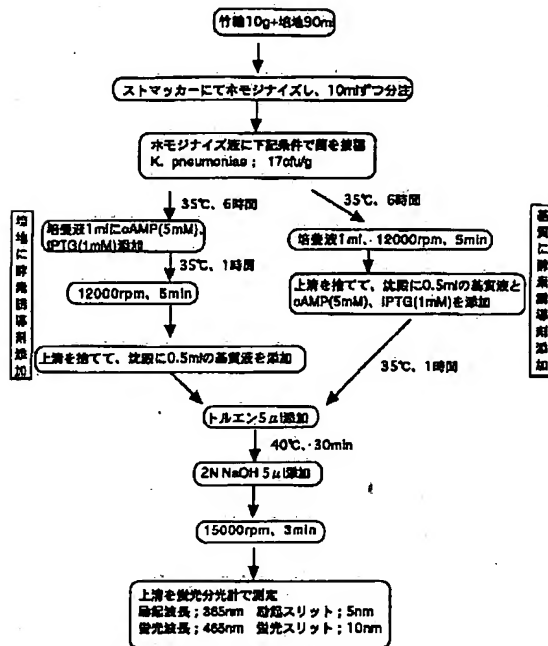 竹輪10g+培地90ml
ストマッカーにてホモジナイズし、10mlずつ分注
ホモジナイズ液に下記条件で菌を接種
K. pneumoniae； 17cfu/g
35℃、6時間
35℃、6時間
培地に酵素誘導剤添加
培養液1mlにcAMP(5mM)、
IPTG(1mM)添加
35℃、1時間
12000rpm、5min
上清を捨てて、沈殿に0.5mlの基質液を添加
培養液1ml、12000rpm、5min
上清を捨てて、沈殿に0.5mlの基質液と
cAMP(5mM)、IPTG(1mM)を添加
基質に酵素誘導剤添加
35℃、1時間
トルエン5μl添加
40℃、30min
2N NaOH 5μl添加
15000rpm、3min
上清を蛍光分光計で測定
励起波長；365nm 励起スリット；5nm
蛍光波長；465nm 蛍光スリット；10nm